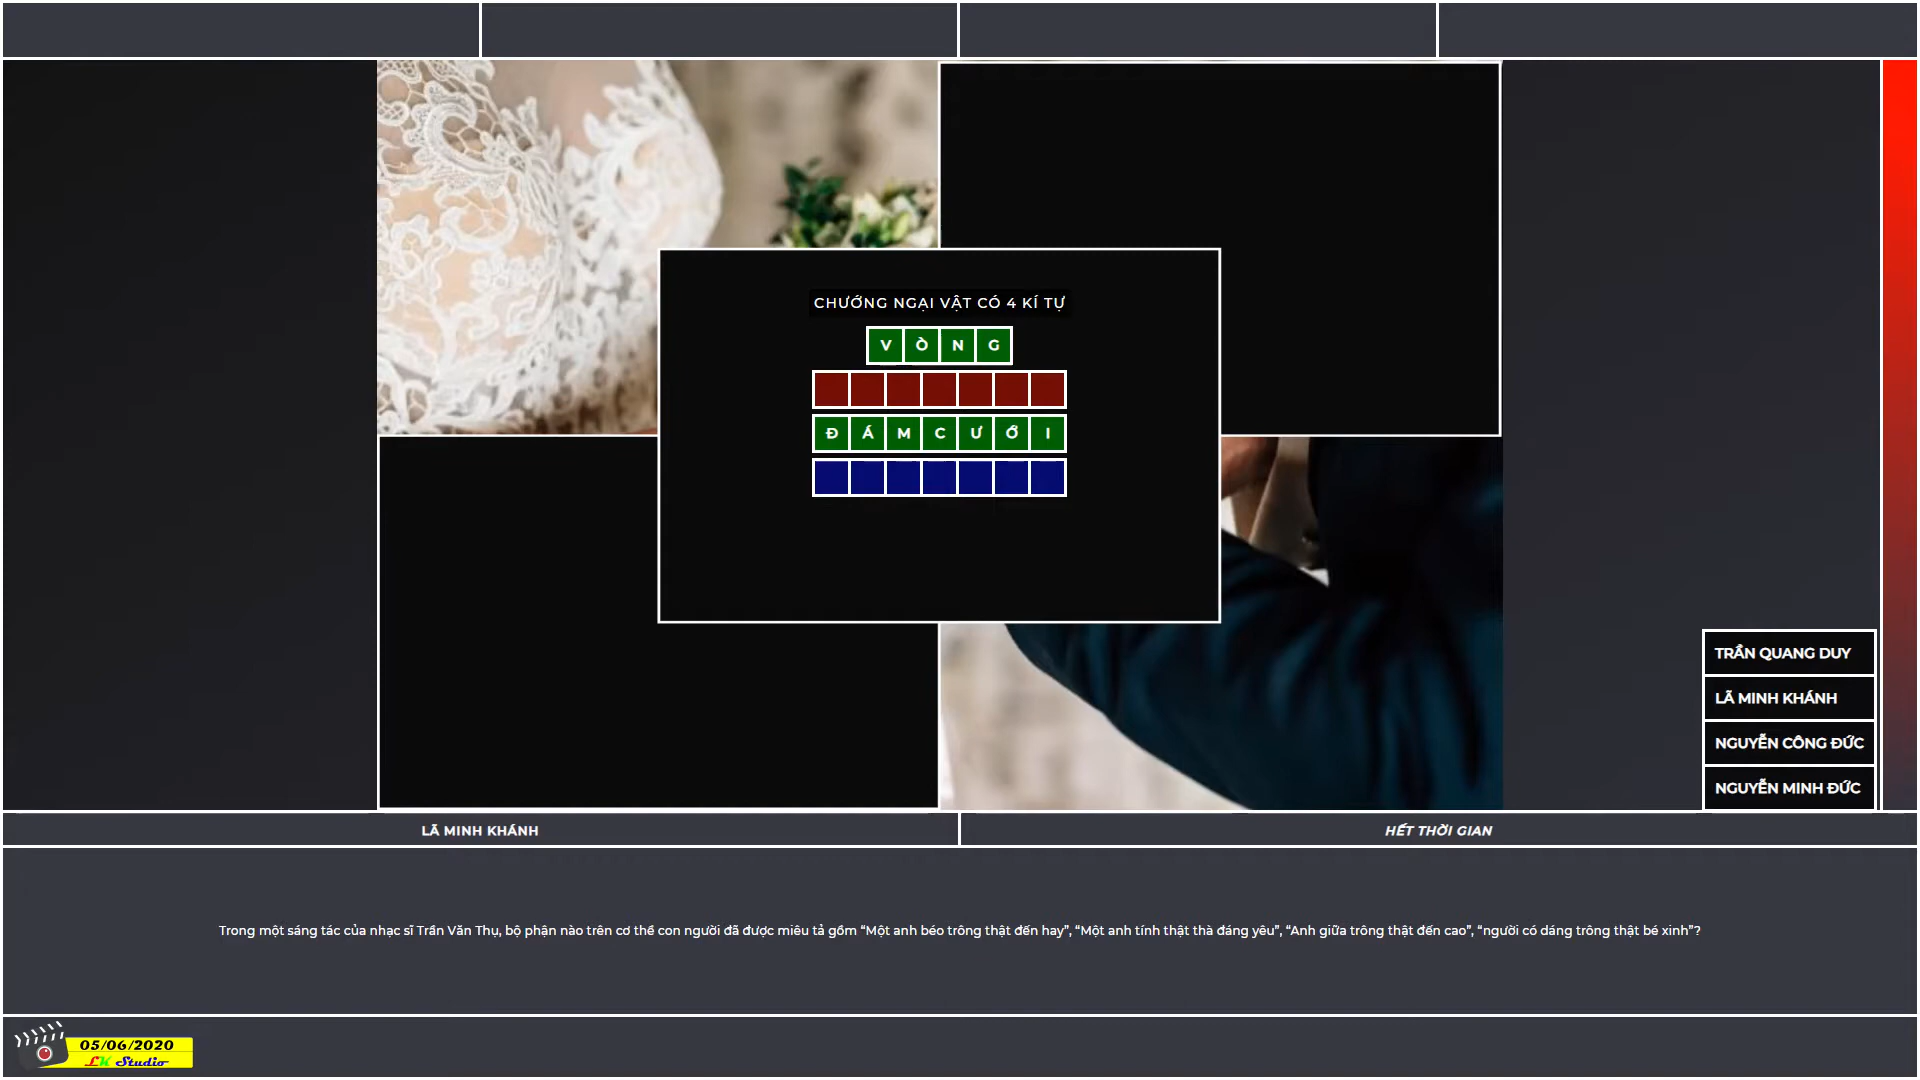 CHƯỚNG NGẠI VẬT CÓ 4 KÍ TỰ
VÒNG
ĐÁMCƯỚI
TRẦN QUANG DUY
LÃ MINH KHÁNH
NGUYỄN CÔNG ĐỨC
NGUYỄN MINH ĐỨC
LÃ MINH KHÁNH
HẾT THỜI GIAN
Trong một sáng tác của nhạc sĩ Trần Văn Thụ, bộ phận nào trên cơ thể con người đã được miêu tả gồm “Một anh béo trông thật đến hay”, “Một anh tính thật thà đáng yêu”, “Anh giữa trông thật đến cao”, “người có dáng trông thật bé xinh”?
05/06/2020
LK Studio